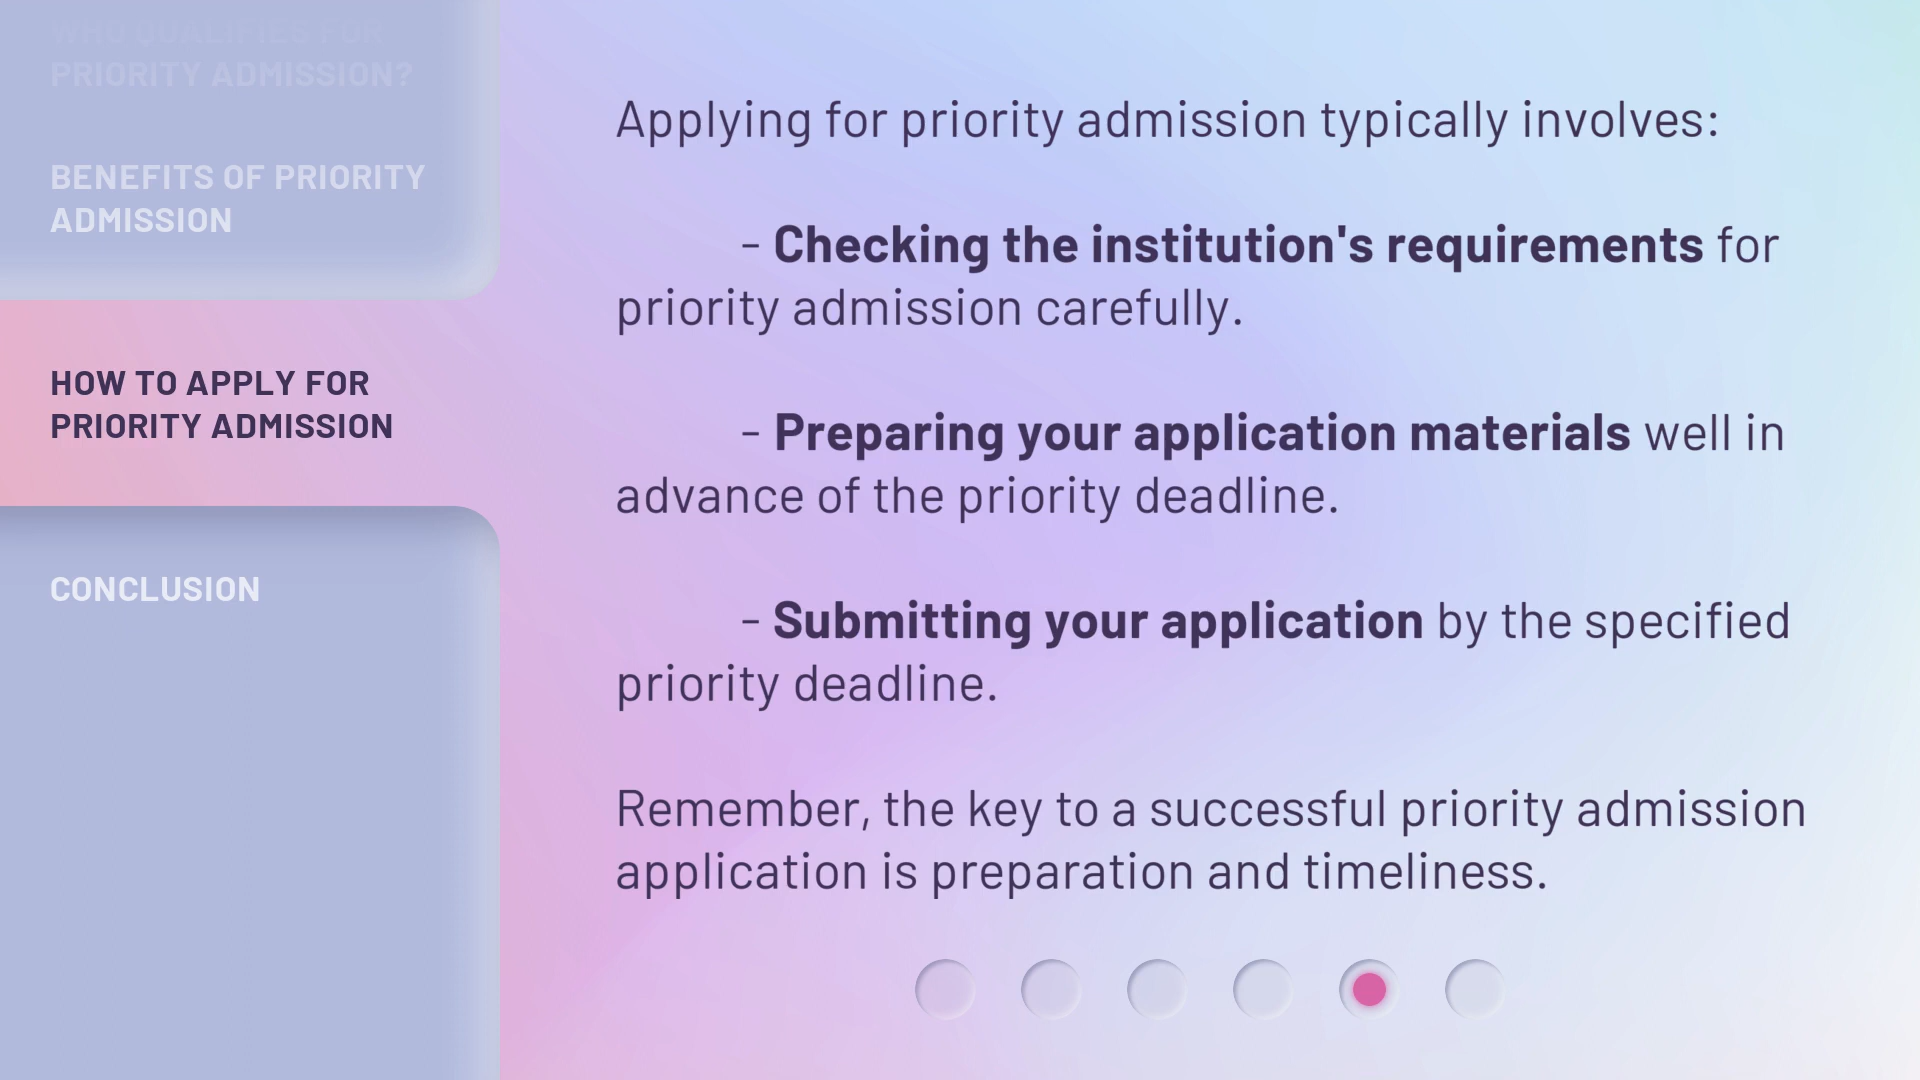 WHO QUALIFIES FOR
PRIORITY ADMISSION?
BENEFITS OF PRIORITY
ADMISSION
HOW TO APPLY FOR
PRIORITY ADMISSION
CONCLUSION
Applying for priority admission typically involves:
- Checking the institution's requirements for
priority admission carefully.
- Preparing your application materials well in
advance of the priority deadline.
- Submitting your application by the specified
priority deadline.
Remember, the key to a successful priority admission
application is preparation and timeliness.